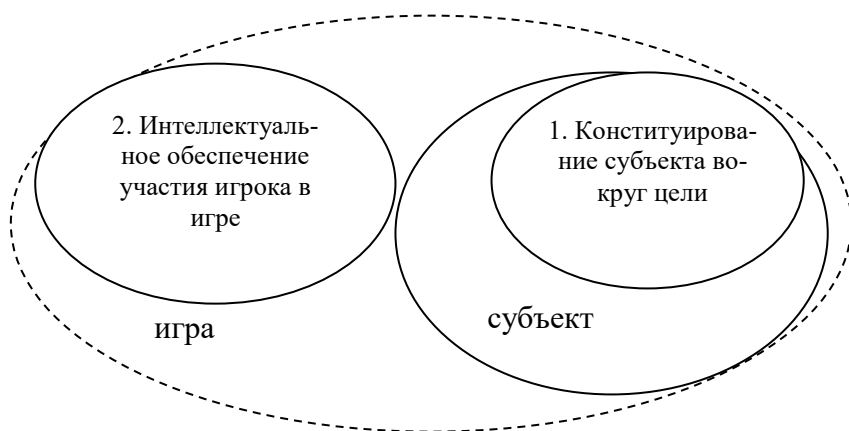 2. Интеллектуаль-
ное обеспечение
участия игрока в
игре
1. Конституирова-
ние субъекта во-
круг цели
игра
субъект